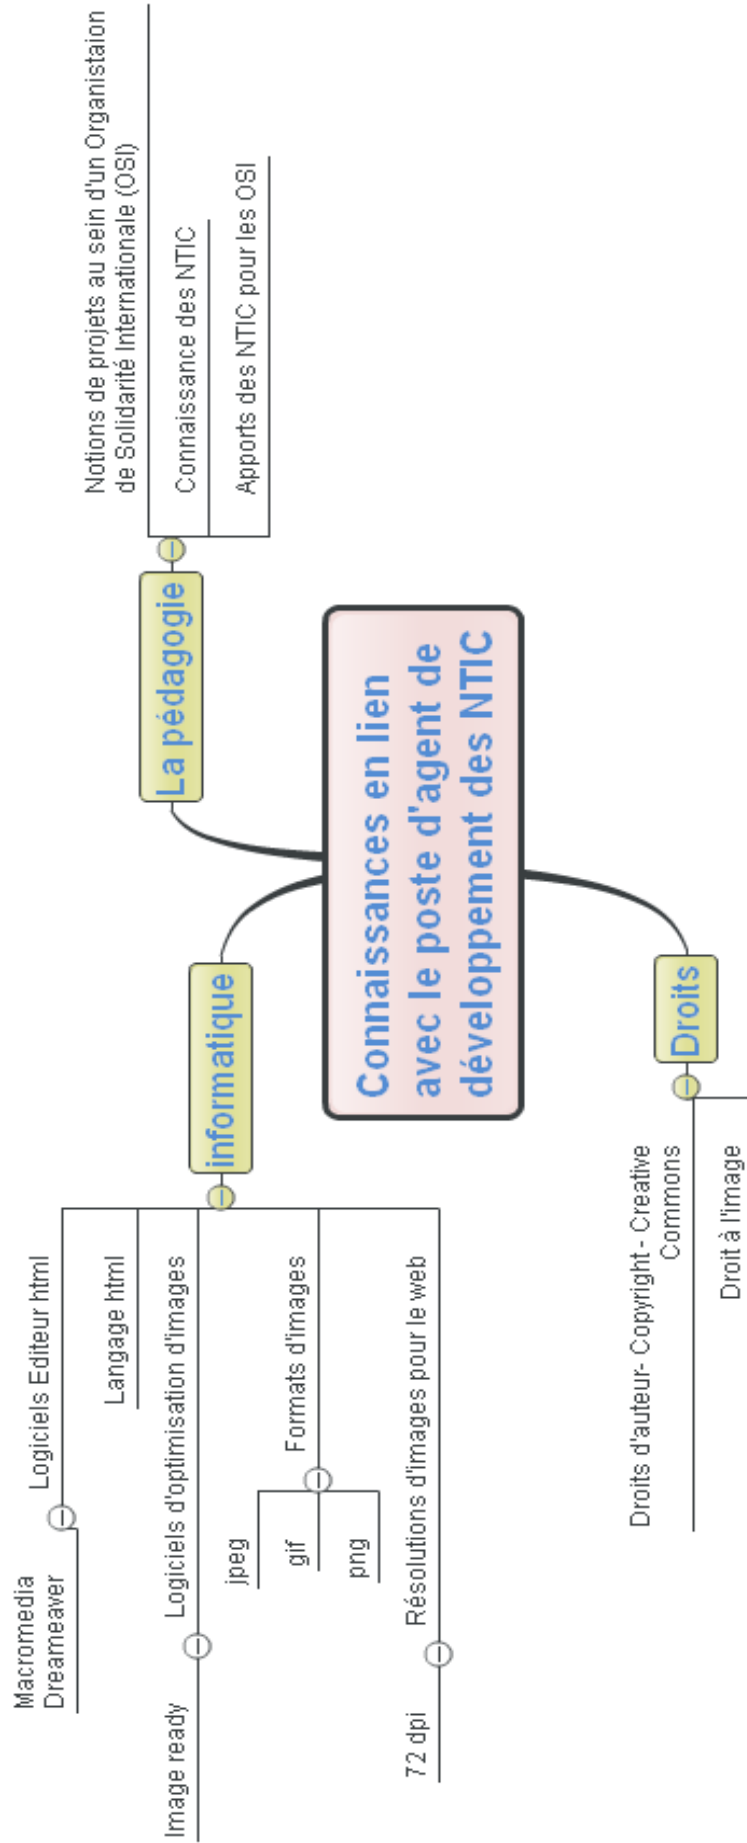 Connaissances en lien
avec le poste d'agent de
développement des NTIC
La pédagogie
Notions de projets au sein d'un Organistaion
de Solidarité Internationale (OSI)
Connaissance des NTIC
Apports des NTIC pour les OSI
informatique
Logiciels Editeur html
Macromedia
Dreameaver
Langage html
Logiciels d'optimisation d'images
Image ready
Formats d'images
jpeg
gif
png
Résolutions d'images pour le web
72 dpi
Droits
Droits d'auteur- Copyright - Creative
Commons
Droit à l'image